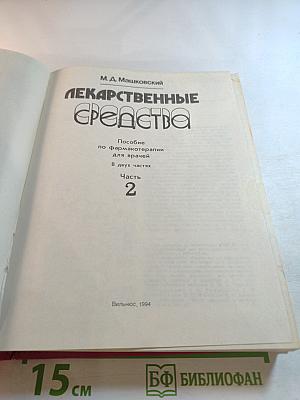 М. Д. Машковский
ЛЕКАРСТВЕННЫЕ
СРЕДСТВА
Пособие
по фармакотерапии
для врачей
В двух частях
Часть
2
Вильнюс, 1994
15 СМ
БФ БИБЛИОФАН